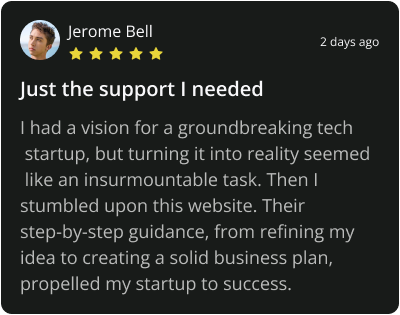 Jerome Bell
2 days ago
Just the support I needed
I had a vision for a groundbreaking tech
startup, but turning it into reality seemed
like an insurmountable task. Then I
stumbled upon this website. Their
step-by-step guidance, from refining my
idea to creating a solid business plan,
propelled my startup to success.